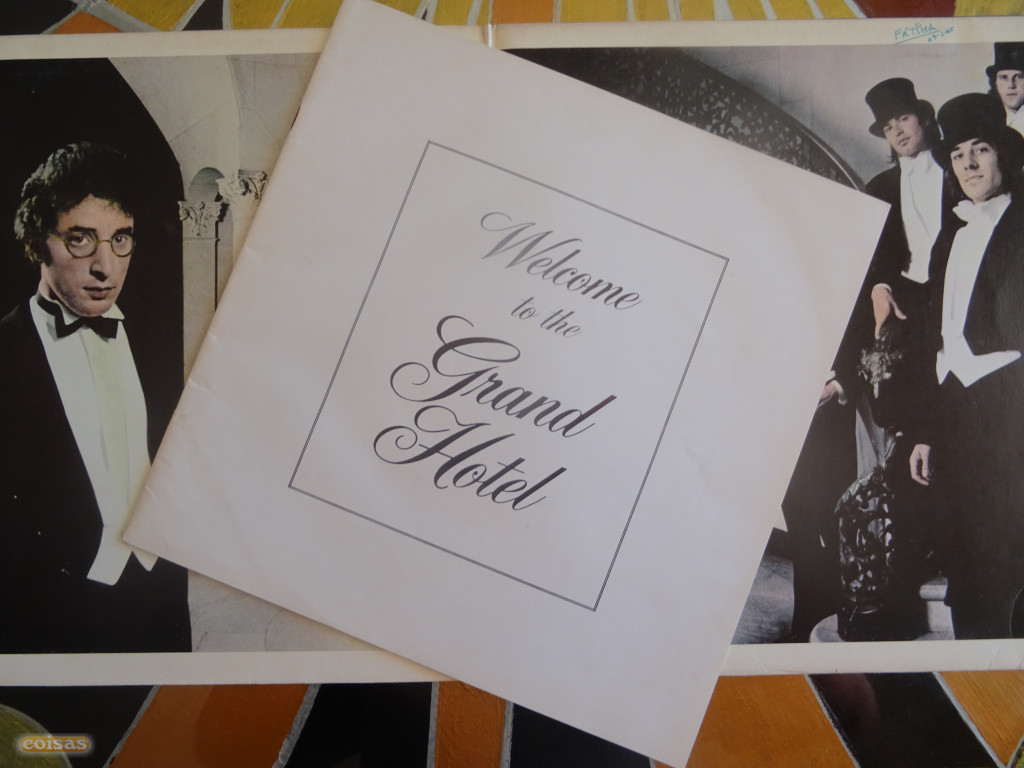 Welcome
to the
Grand
Hotel
coisas